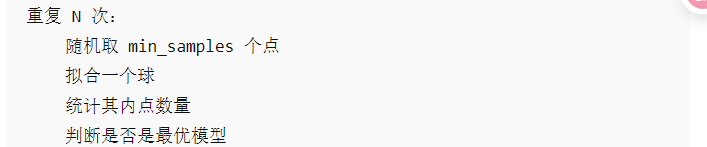 重复 N 次：
随机取 min_samples 个点
拟合一个球
统计其内点数量
判断是否是最优模型